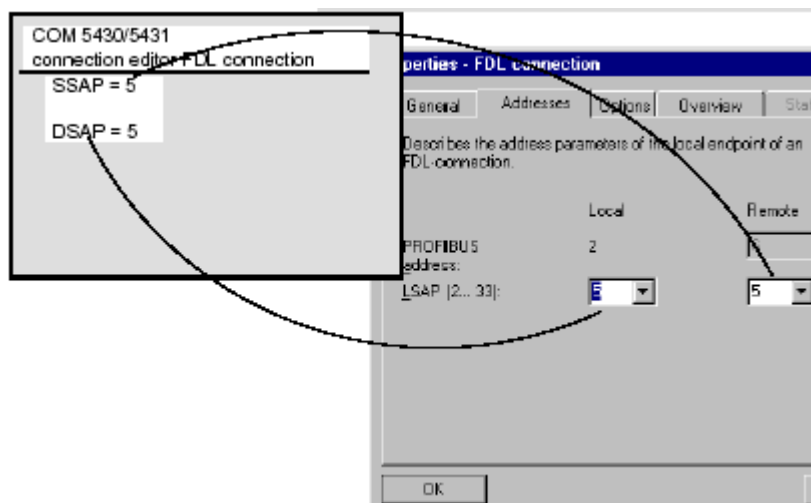 COM 5430/5431
connection editor FDL connection
SSAP = 5
DSAP = 5
perties - FDL connection
General Addresses Options Overview Stat
Describes the address parameters of the local endpoint of an
FDL-connection.
Local Remote
PROFIBUS 2
address:
LSAP [2... 33]: 5 5
OK